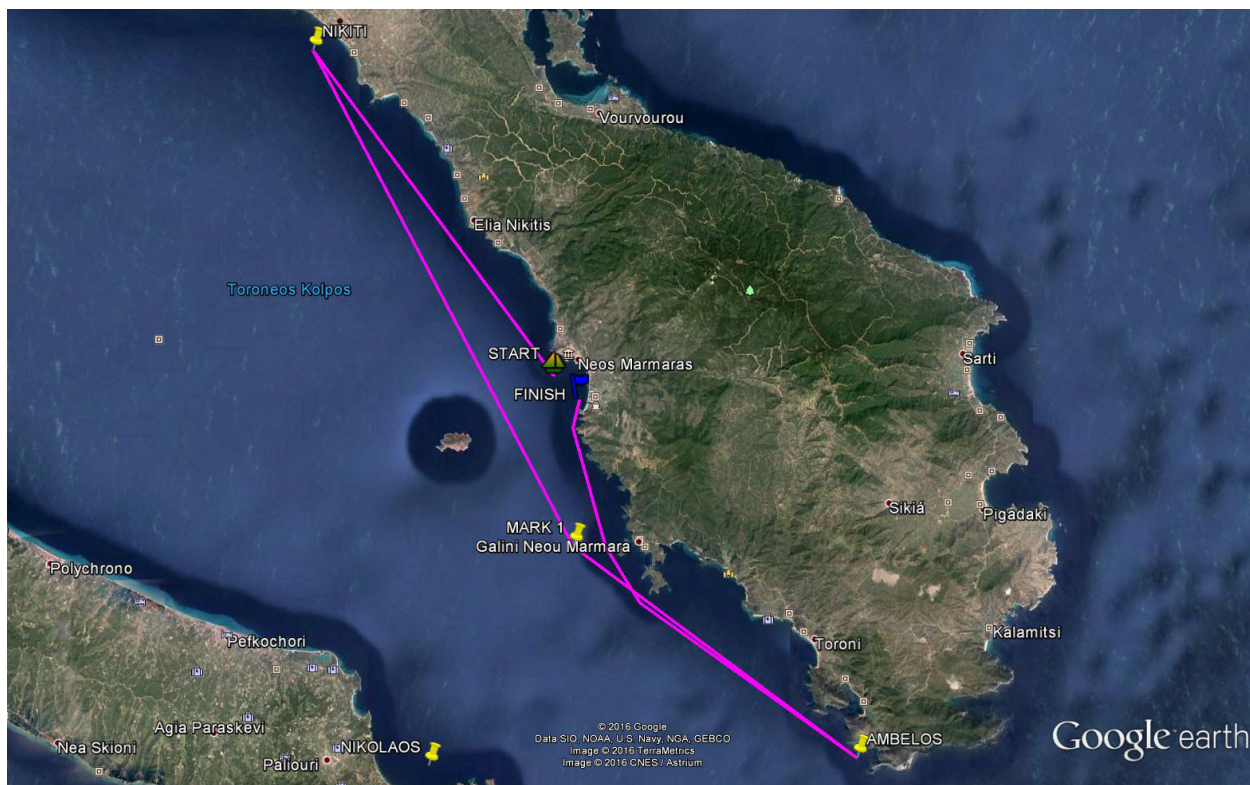 NIKITI
Vourvourou
Elia Nikitis
Toroneos Kolpos
START
Neos Marmaras
Sarti
FINISH
Sikiá
Pigadaki
MARK 1
Galini Neou Marmara
Polychrono
Pefkochori
Kalamitsi
Toroni
Agia Paraskevi
Nea Skioni
NIKOLAOS
AMBELOS
Paliouri
© 2016 Google
Data SIO, NOAA, U.S. Navy, NGA, GEBCO
Image © 2016 TerraMetrics
Image © 2016 CNES / Astrium
Google earth